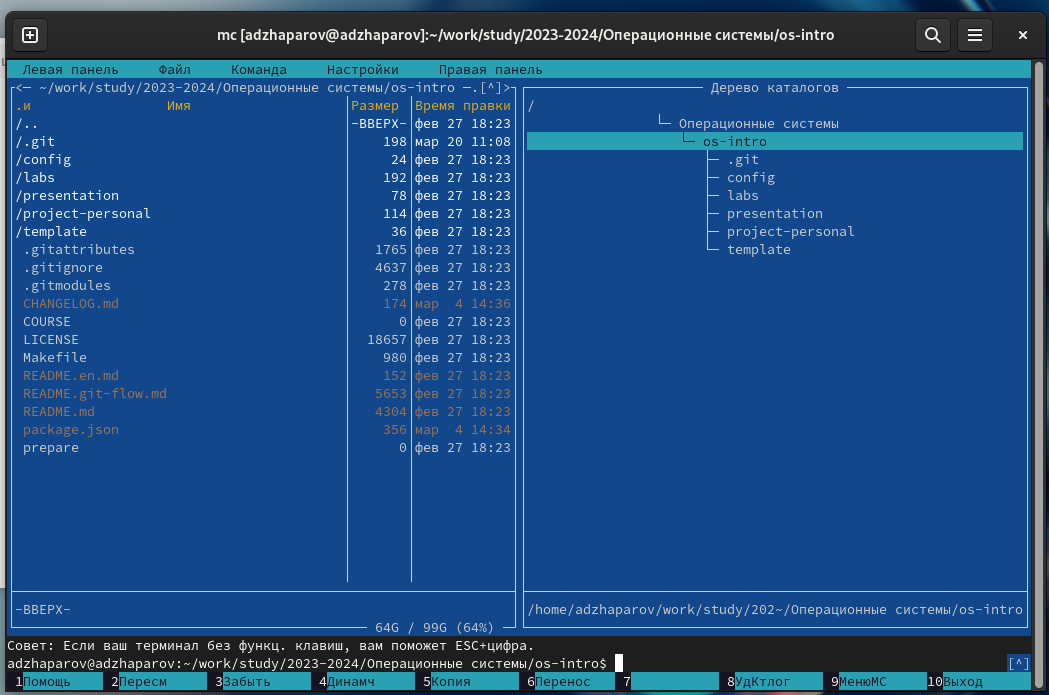 mc [adzhaparov@adzhaparov]:~/work/study/2023-2024/Операционные системы/os-intro
Левая панель Файл Команда Настройки Правая панель
<─ ~/work/study/2023-2024/Операционные системы/os-intro ─.[^]>
.и Имя Размер Время правки
/.. -ВВЕРХ- фев 27 18:23
/.git 198 мар 20 11:08
/config 24 фев 27 18:23
/labs 192 фев 27 18:23
/presentation 78 фев 27 18:23
/project-personal 114 фев 27 18:23
/template 36 фев 27 18:23
.gitattributes 1765 фев 27 18:23
.gitignore 4637 фев 27 18:23
.gitmodules 278 фев 27 18:23
CHANGELOG.md 174 мар 4 14:36
COURSE 0 фев 27 18:23
LICENSE 18657 фев 27 18:23
Makefile 980 фев 27 18:23
README.en.md 152 фев 27 18:23
README.git-flow.md 5653 фев 27 18:23
README.md 4304 фев 27 18:23
package.json 356 мар 4 14:34
prepare 0 фев 27 18:23
-ВВЕРХ-
64G / 99G (64%)
Дерево каталогов
/
Операционные системы
os-intro
.git
config
labs
presentation
project-personal
template
/home/adzhaparov/work/study/202~/Операционные системы/os-intro
Совет: Если ваш терминал без функц. клавиш, вам поможет ESC+цифра.
adzhaparov@adzhaparov:~/work/study/2023-2024/Операционные системы/os-intro$ [^]
1Помощь 2Пересм 3Забыть 4Динамч 5Копия 6Перенос 7 8УдКтлог 9МенюMC 10Выход